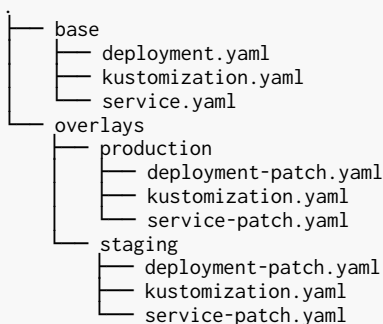 .
├── base
│   ├── deployment.yaml
│   ├── kustomization.yaml
│   └── service.yaml
└── overlays
    ├── production
    │   ├── deployment-patch.yaml
    │   ├── kustomization.yaml
    │   └── service-patch.yaml
    └── staging
        ├── deployment-patch.yaml
        ├── kustomization.yaml
        └── service-patch.yaml